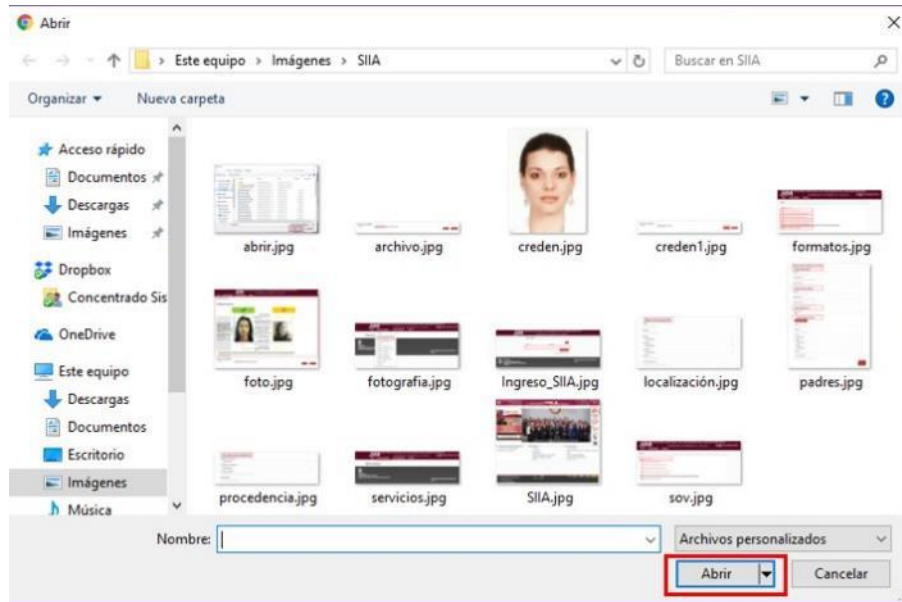 Abrir
Este equipo > Imágenes > SIIA
Buscar en SIIA
Organizar
Nueva carpeta
Acceso rápido
Documentos
Descargas
Imágenes
Dropbox
Concentrado Sis
OneDrive
Este equipo
Descargas
Documentos
Escritorio
Imágenes
Música
abrir.jpg
archivo.jpg
creden.jpg
creden1.jpg
formatos.jpg
foto.jpg
fotografia.jpg
Ingreso_SIIA.jpg
localización.jpg
padres.jpg
procedencia.jpg
servicios.jpg
SIIA.jpg
sov.jpg
Nombre:
Archivos personalizados
Abrir
Cancelar